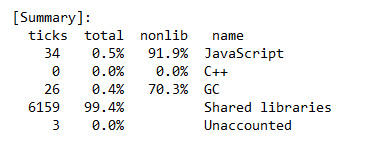 [Summary]:
ticks  total  nonlib   name
34    0.5%   91.9%  JavaScript
0    0.0%    0.0%  C++
26    0.4%   70.3%  GC
6159   99.4%          Shared libraries
3    0.0%          Unaccounted